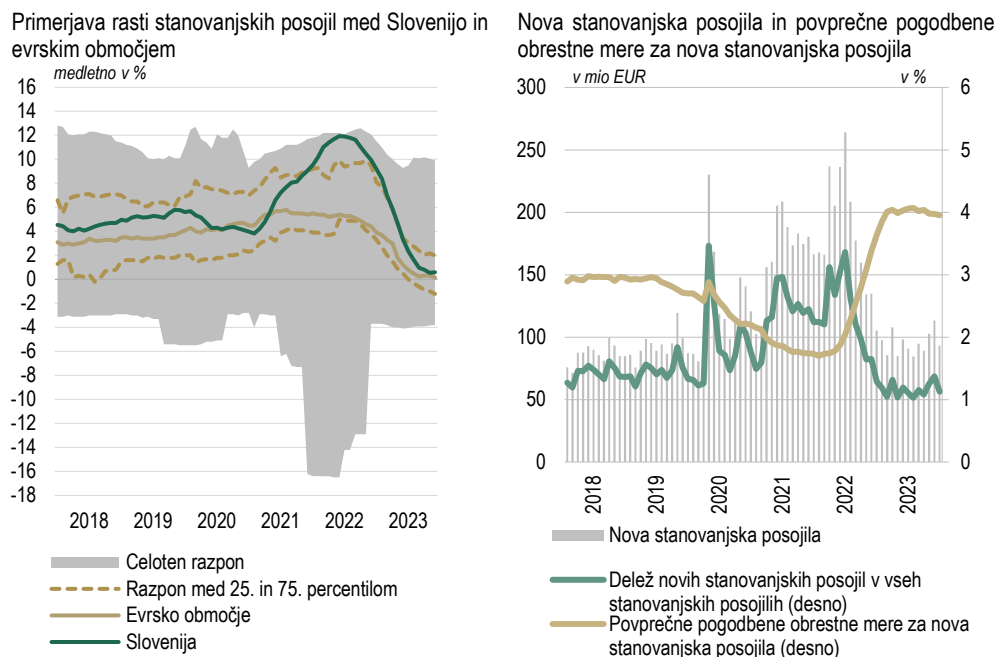 Primerjava rasti stanovanjskih posojil med Slovenijo in
evrskim območjem
medletno v %
16
14
12
10
8
6
4
2
0
-2
-4
-6
-8
-10
-12
-14
-16
-18
2018 2019 2020 2021 2022 2023
Celoten razpon
Razpon med 25. in 75. percentilom
Evrsko območje
Slovenija
Nova stanovanjska posojila in povprečne pogodbene
obrestne mere za nova stanovanjska posojila
v mio EUR v %
300
250
200
150
100
50
0
6
5
4
3
2
1
0
2018 2019 2020 2021 2022 2023
Nova stanovanjska posojila
Delež novih stanovanjskih posojil v vseh
stanovanjskih posojilih (desno)
Povprečne pogodbene obrestne mere za nova
stanovanjska posojila (desno)